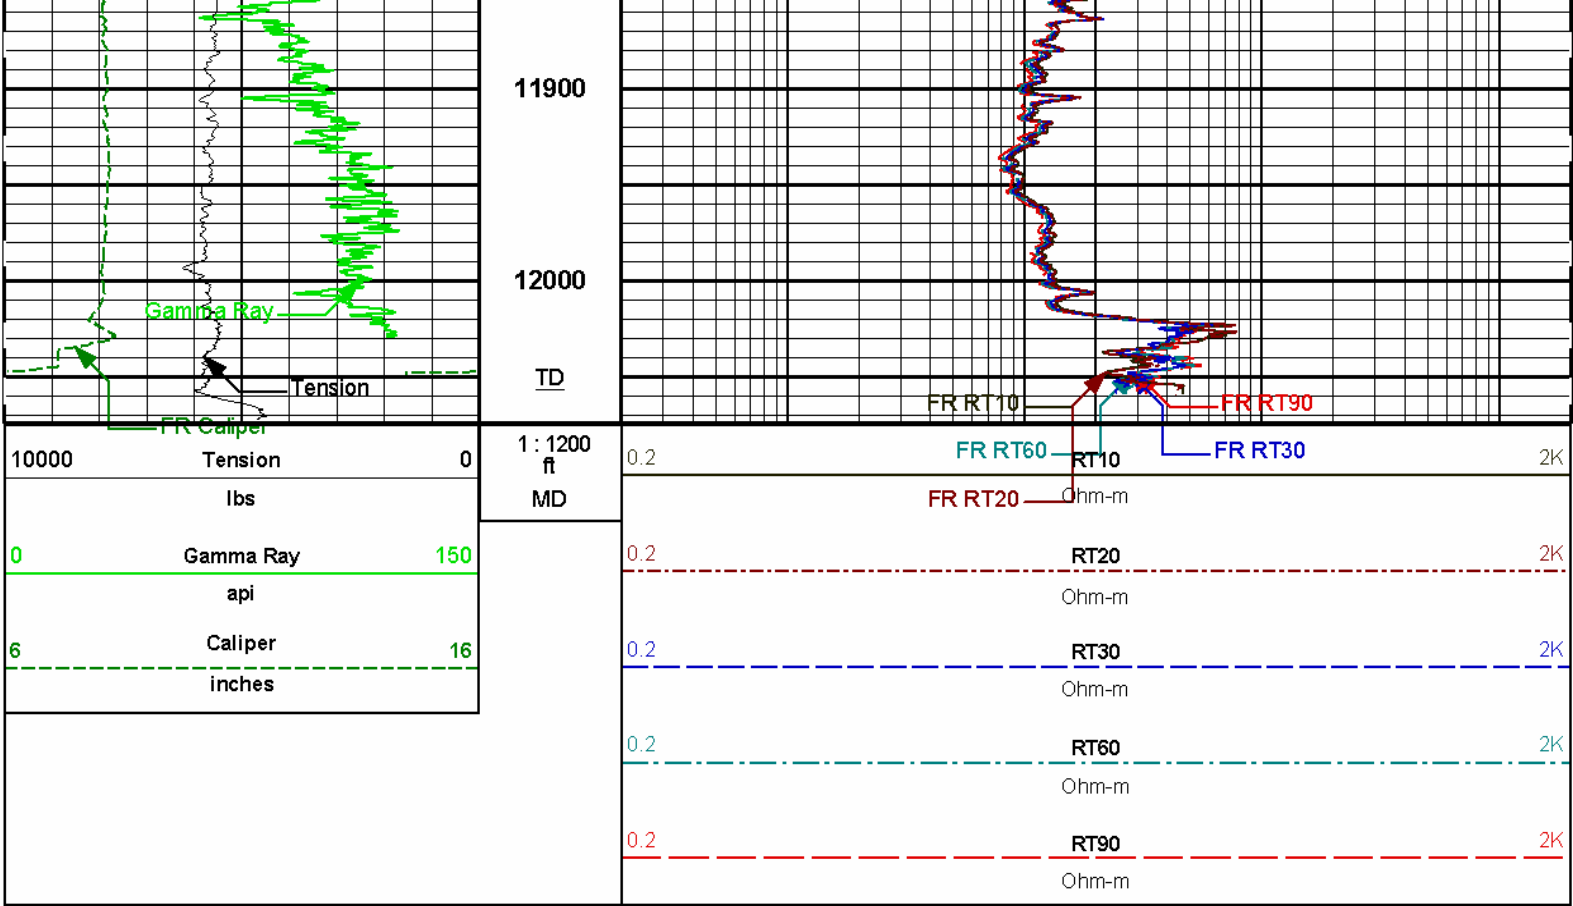 11900
12000
Gamma Ray
TD
Tension
FR RT10
FR RT90
FR Caliper
10000 Tension 0
lbs
0 Gamma Ray 150
api
6 Caliper 16
inches
1 : 1200
ft
MD
FR RT60
FR RT30
0.2 RT10 2K
Ohm-m
FR RT20
0.2 RT20 2K
Ohm-m
0.2 RT30 2K
Ohm-m
0.2 RT60 2K
Ohm-m
0.2 RT90 2K
Ohm-m